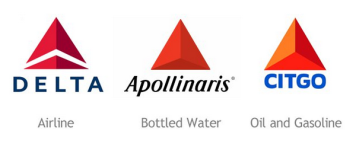 DELTA
Apollinaris®
CITGO
Airline
Bottled Water
Oil and Gasoline